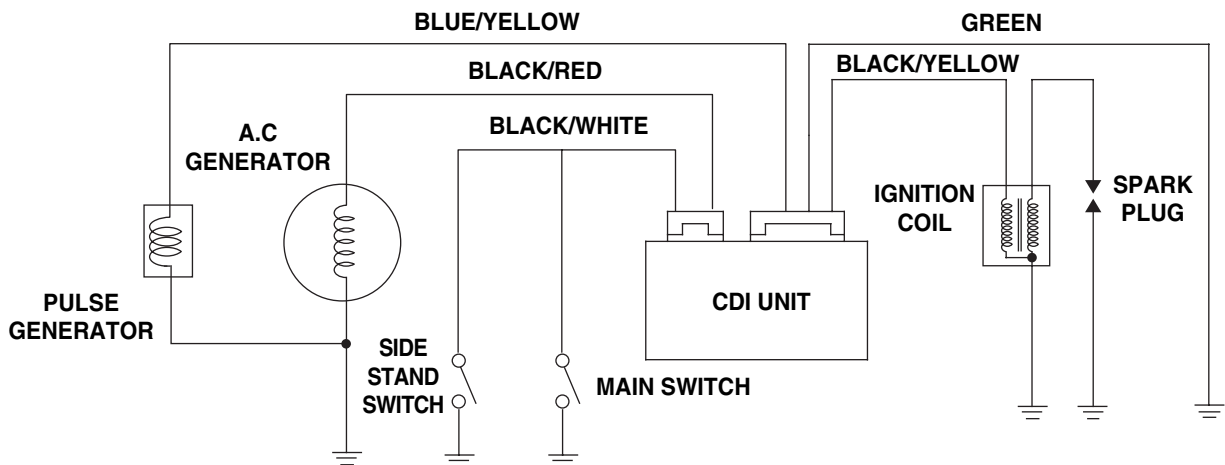 BLUE/YELLOW
GREEN
BLACK/RED
BLACK/YELLOW
BLACK/WHITE
A.C
GENERATOR
IGNITION
COIL
SPARK
PLUG
PULSE
GENERATOR
CDI UNIT
SIDE
STAND
SWITCH
MAIN SWITCH